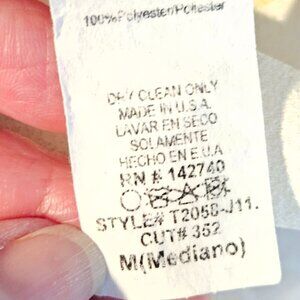 100%Polyester/Poliester
DRY CLEAN ONLY
MADE IN U.S.A.
LAVAR EN SECO
SOLAMENTE
HECHO EN E.U.A
RN # 142740
STYLE# T2058-J11.
CUT# 352
M(Mediano)